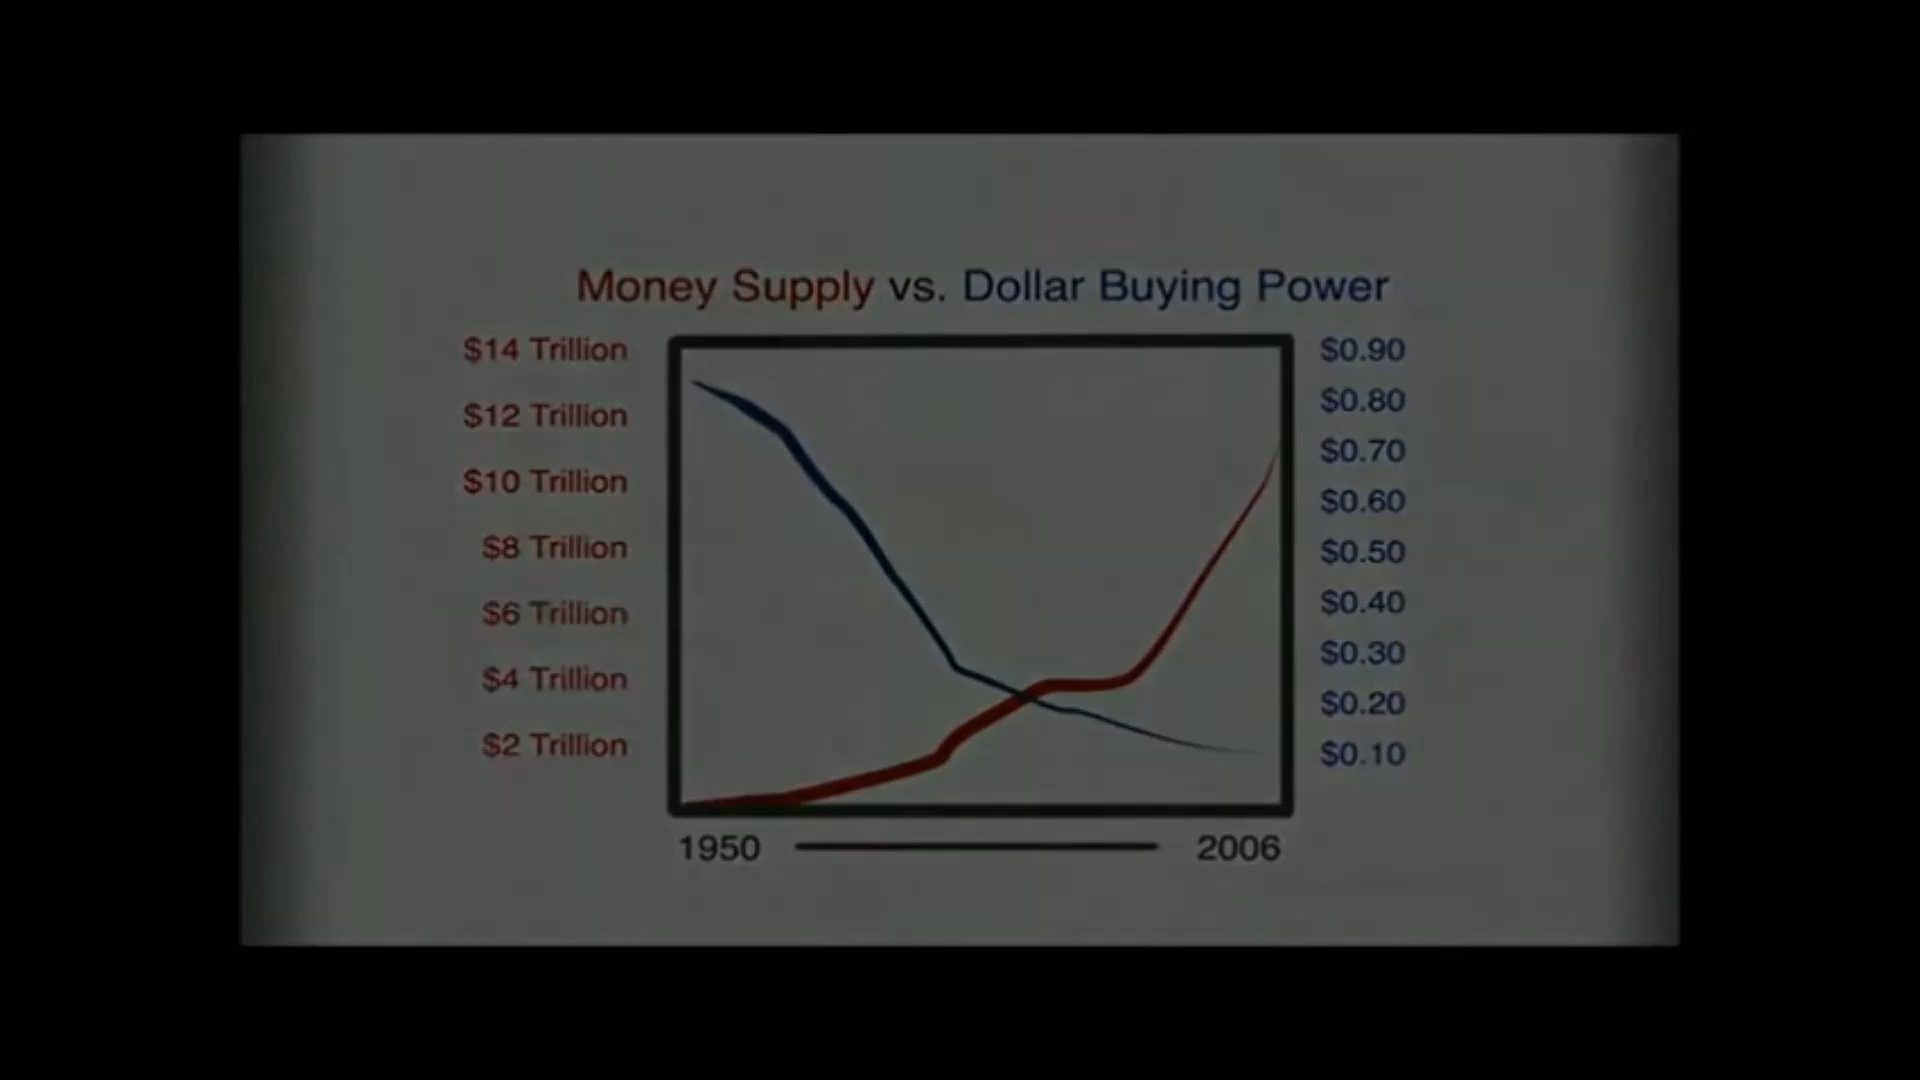 Money Supply vs. Dollar Buying Power
$14 Trillion
$12 Trillion
$10 Trillion
$8 Trillion
$6 Trillion
$4 Trillion
$2 Trillion
$0.90
$0.80
$0.70
$0.60
$0.50
$0.40
$0.30
$0.20
$0.10
1950
2006